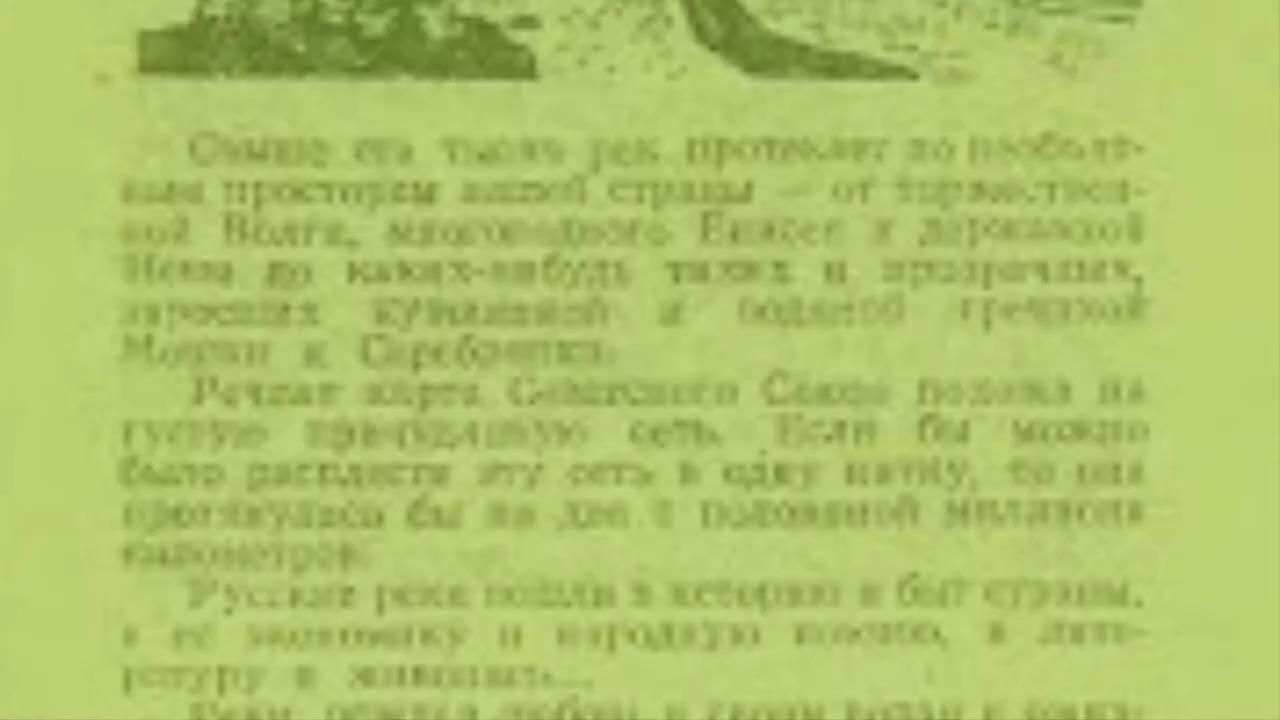 Свыше ста тысяч рек протекает по необъят-
ным просторам нашей страны — от торжествен-
ной Волги, многоводного Енисея и державной
Невы до каких-нибудь тихих и прозрачных,
заросших кувшинкой и водяной гречихой
и Серебрянки.
Речная карта Советского Союза похожа на
густую причудливую сеть. Если бы можно
было расплести эту сеть в одну нитку, то она
протянулась бы на два с половиной миллиона
километров.
Русские реки вошли в историю и быт страны,
в её экономику и народную поэзию, в лите-
ратуру и живопись...